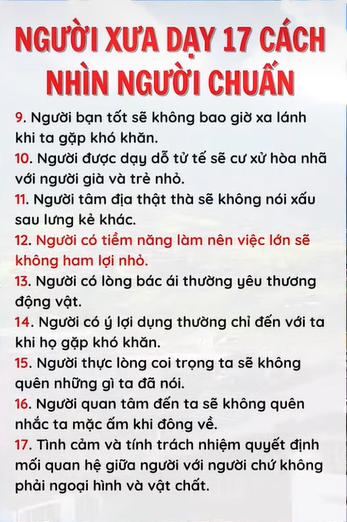 NGƯỜI XƯA DẠY 17 CÁCH
NHÌN NGƯỜI CHUẨN
9. Người bạn tốt sẽ không bao giờ xa lánh
khi ta gặp khó khăn.
10. Người được dạy dỗ tử tế sẽ cư xử hòa nhã
với người già và trẻ nhỏ.
11. Người tâm địa thật thà sẽ không nói xấu
sau lưng kẻ khác.
12. Người có tiềm năng làm nên việc lớn sẽ
không ham lợi nhỏ.
13. Người có lòng bác ái thường yêu thương
động vật.
14. Người có ý lợi dụng thường chỉ đến với ta
khi họ gặp khó khăn.
15. Người thực lòng coi trọng ta sẽ không
quên những gì ta đã nói.
16. Người quan tâm đến ta sẽ không quên
nhắc ta mặc ấm khi đông về.
17. Tình cảm và tính trách nhiệm quyết định
mối quan hệ giữa người với người chứ không
phải ngoại hình và vật chất.